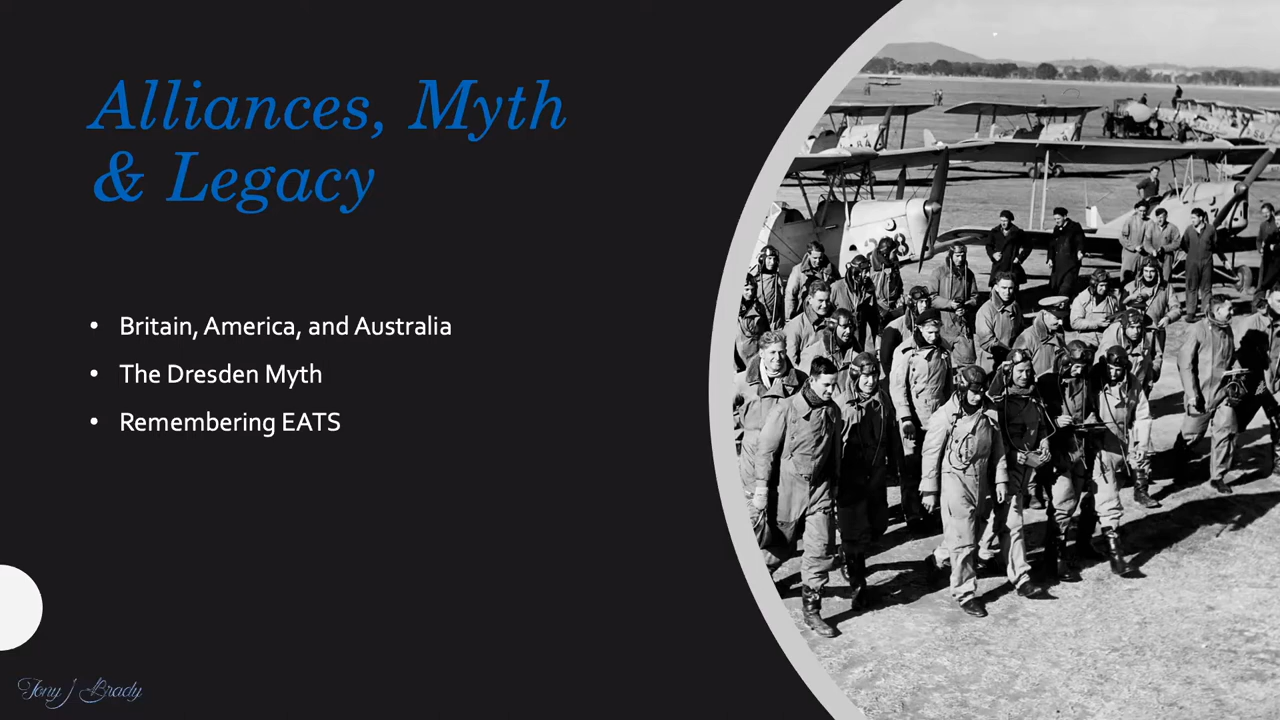 Alliances, Myth
& Legacy
• Britain, America, and Australia
• The Dresden Myth
• Remembering EATS
Tony J Brady